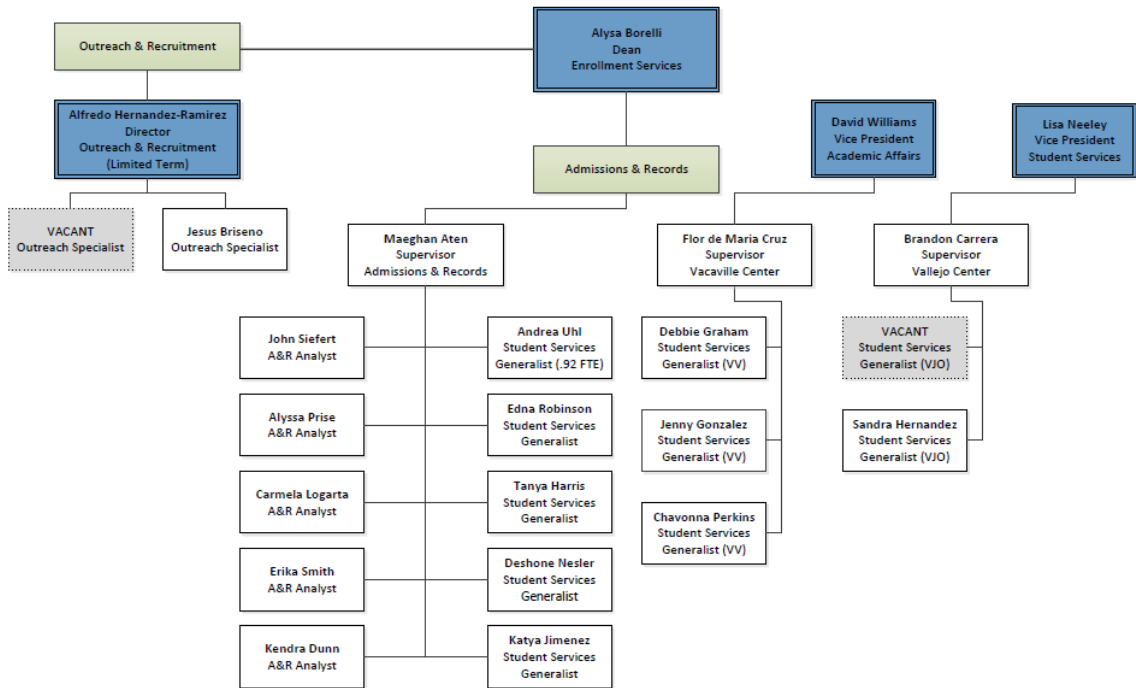 Outreach & Recruitment
Alysa Borelli
Dean
Enrollment Services
Alfredo Hernandez-Ramirez
Director
Outreach & Recruitment
(Limited Term)
David Williams
Vice President
Academic Affairs
Lisa Neeley
Vice President
Student Services
Admissions & Records
VACANT
Outreach Specialist
Jesus Briseno
Outreach Specialist
Maeghan Aten
Supervisor
Admissions & Records
Flor de Maria Cruz
Supervisor
Vacaville Center
Brandon Carrera
Supervisor
Vallejo Center
John Siefert
A&R Analyst
Andrea Uhl
Student Services
Generalist (.92 FTE)
Debbie Graham
Student Services
Generalist (VV)
VACANT
Student Services
Generalist (VJO)
Alyssa Prise
A&R Analyst
Edna Robinson
Student Services
Generalist
Jenny Gonzalez
Student Services
Generalist (VV)
Sandra Hernandez
Student Services
Generalist (VJO)
Carmela Logarta
A&R Analyst
Tanya Harris
Student Services
Generalist
Chavonna Perkins
Student Services
Generalist (VV)
Erika Smith
A&R Analyst
Deshone Nesler
Student Services
Generalist
Kendra Dunn
A&R Analyst
Katya Jimenez
Student Services
Generalist